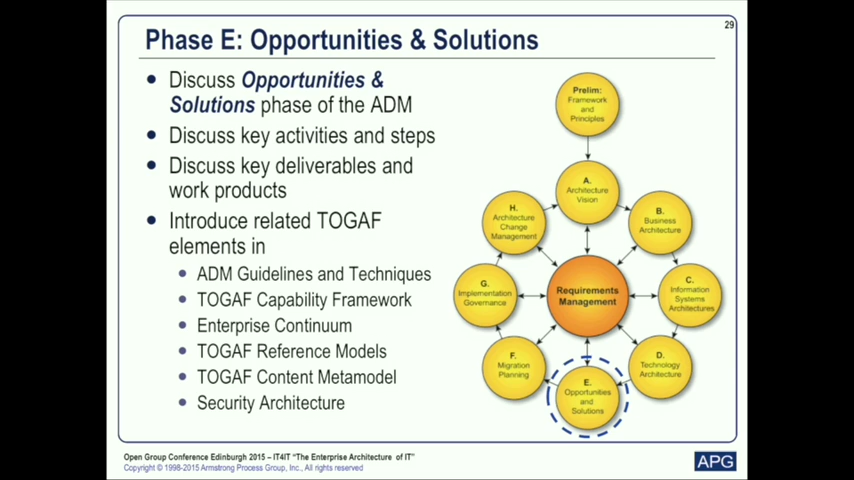 29
Phase E: Opportunities & Solutions
• Discuss Opportunities &
Solutions phase of the ADM
• Discuss key activities and steps
• Discuss key deliverables and
work products
• Introduce related TOGAF
elements in
• ADM Guidelines and Techniques
• TOGAF Capability Framework
• Enterprise Continuum
• TOGAF Reference Models
• TOGAF Content Metamodel
• Security Architecture
Prelim:
Framework
and
Principles
A.
Architecture
Vision
B.
Business
Architecture
C.
Information
Systems
Architectures
D.
Technology
Architecture
E.
Opportunities
and
Solutions
F.
Migration
Planning
G.
Implementation
Governance
H.
Architecture
Change
Management
Requirements
Management
Open Group Conference Edinburgh 2015 – IT4IT "The Enterprise Architecture of IT"
Copyright © 1998-2015 Armstrong Process Group, Inc., All rights reserved
APG